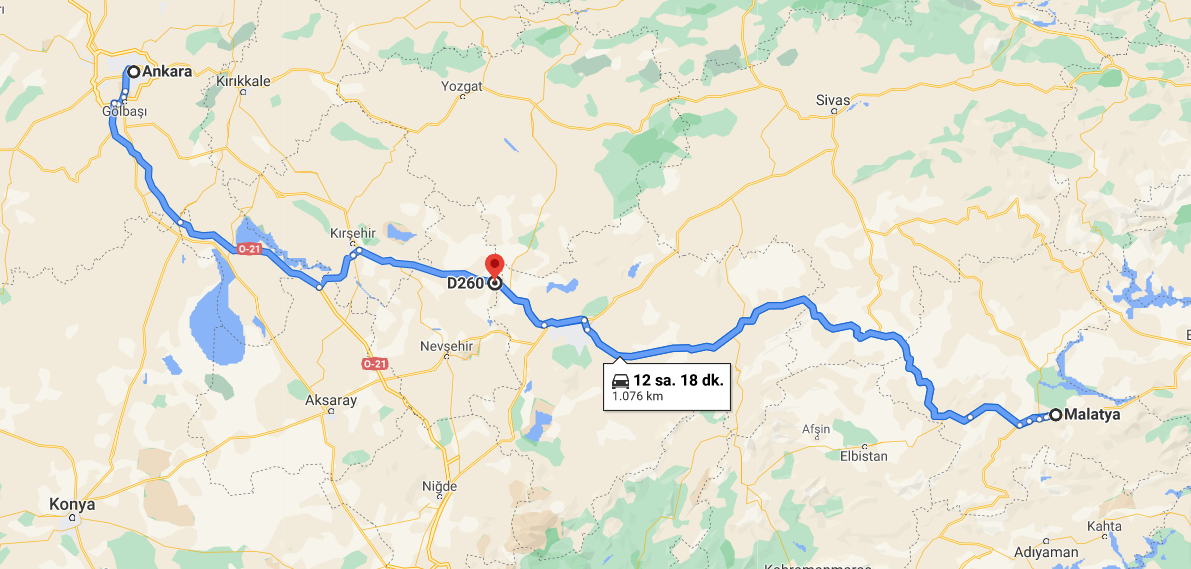 Ankara
Kırıkkale
Gölbaşı
Yozgat
Sivas
Kırşehir
O-21
D260
Nevşehir
O-21
12 sa. 18 dk.
1.076 km
Aksaray
Malatya
Afşin
Elbistan
Niğde
Konya
Kahta
Adıyaman